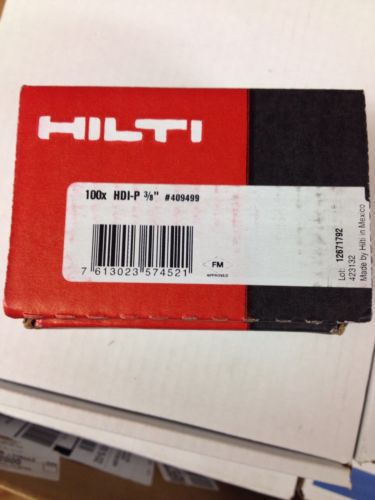 HILTI
100x HDI-P 3/8" #409499
7 613023 574521
FM
APPROVED
Lot: 12671792
423132
Made by Hilti in Mexico